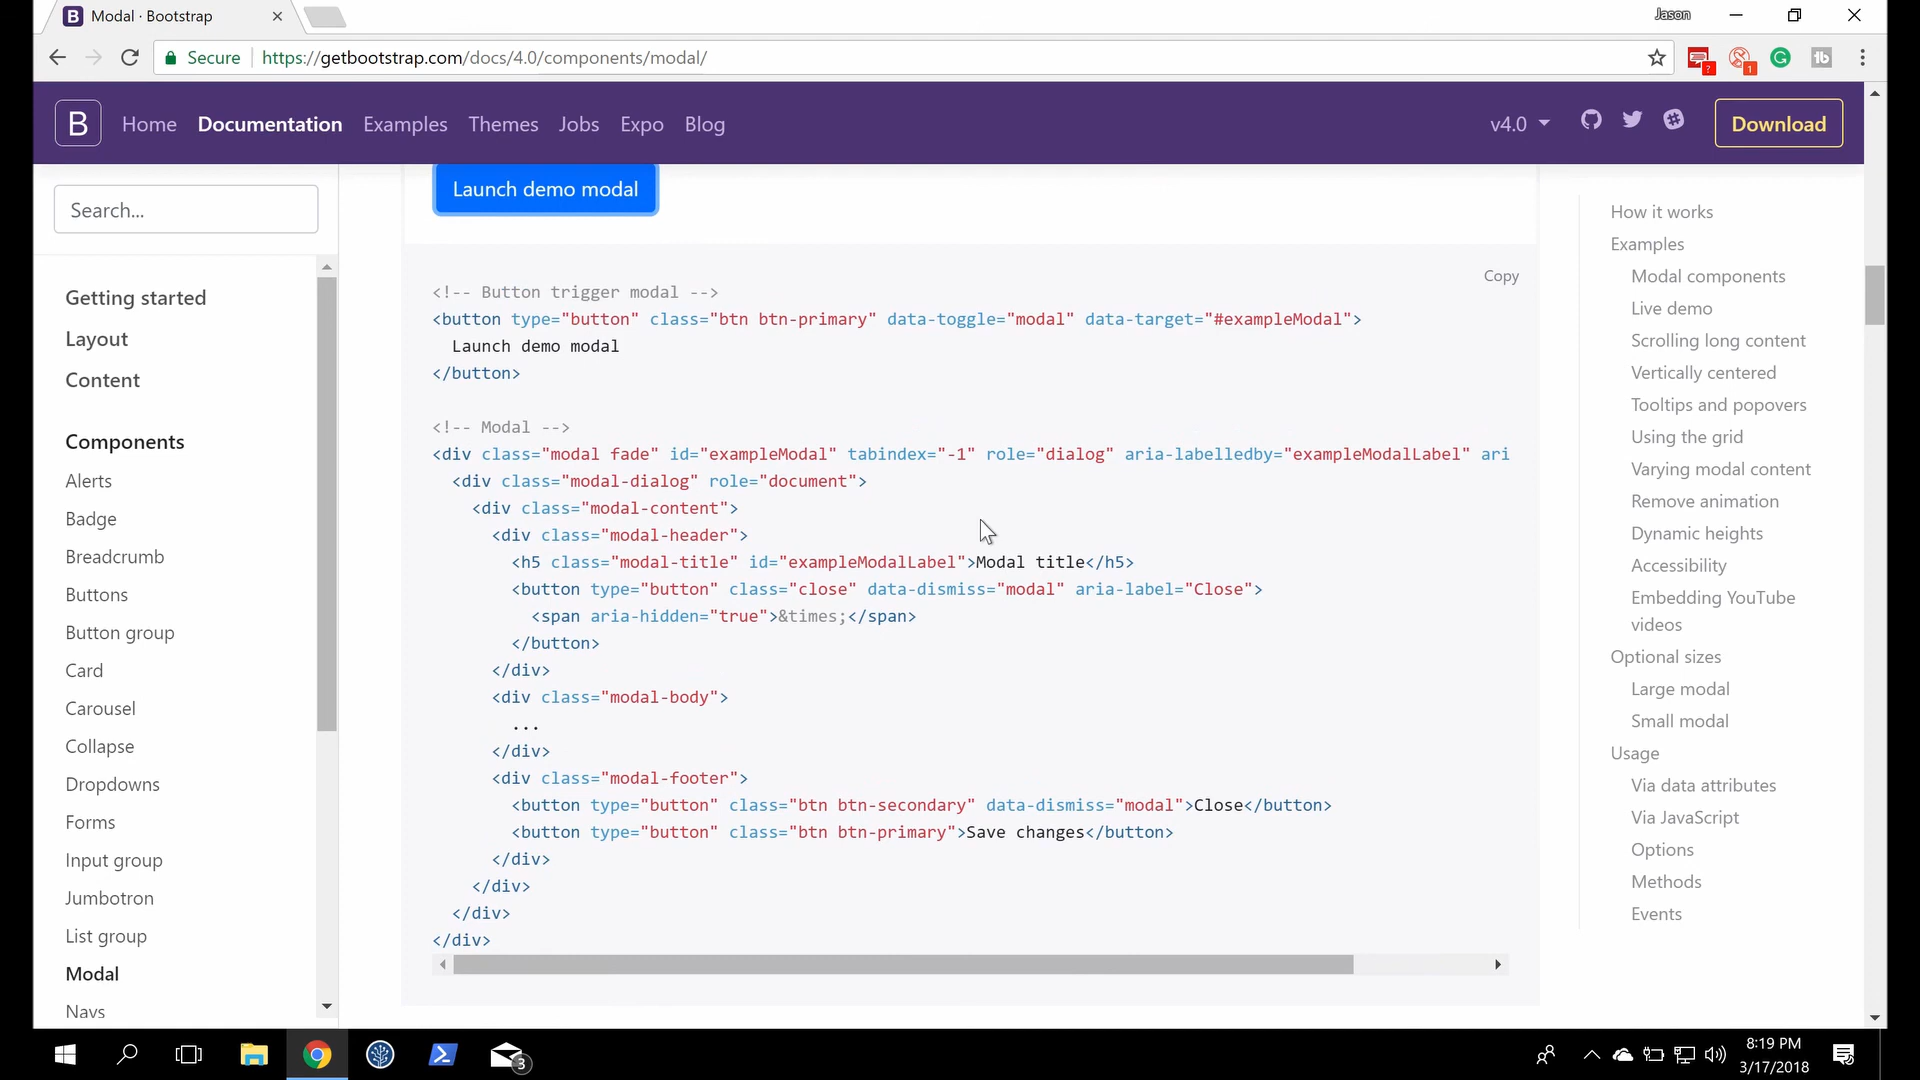 Modal · Bootstrap
Jason
Secure
https://getbootstrap.com/docs/4.0/components/modal/
?
1
G
tb
B Home Documentation Examples Themes Jobs Expo Blog v4.0 Download
Launch demo modal
Search...
Getting started
Layout
Content
Components
Alerts
Badge
Breadcrumb
Buttons
Button group
Card
Carousel
Collapse
Dropdowns
Forms
Input group
Jumbotron
List group
Modal
Navs
Copy
<!-- Button trigger modal -->
<button type="button" class="btn btn-primary" data-toggle="modal" data-target="#exampleModal">
Launch demo modal
</button>
<!-- Modal -->
<div class="modal fade" id="exampleModal" tabindex="-1" role="dialog" aria-labelledby="exampleModalLabel" ari
<div class="modal-dialog" role="document">
<div class="modal-content">
<div class="modal-header">
<h5 class="modal-title" id="exampleModalLabel">Modal title</h5>
<button type="button" class="close" data-dismiss="modal" aria-label="Close">
<span aria-hidden="true">&times;</span>
</button>
</div>
<div class="modal-body">
...
</div>
<div class="modal-footer">
<button type="button" class="btn btn-secondary" data-dismiss="modal">Close</button>
<button type="button" class="btn btn-primary">Save changes</button>
</div>
</div>
</div>
</div>
How it works
Examples
Modal components
Live demo
Scrolling long content
Vertically centered
Tooltips and popovers
Using the grid
Varying modal content
Remove animation
Dynamic heights
Accessibility
Embedding YouTube
videos
Optional sizes
Large modal
Small modal
Usage
Via data attributes
Via JavaScript
Options
Methods
Events
3
8:19 PM
3/17/2018